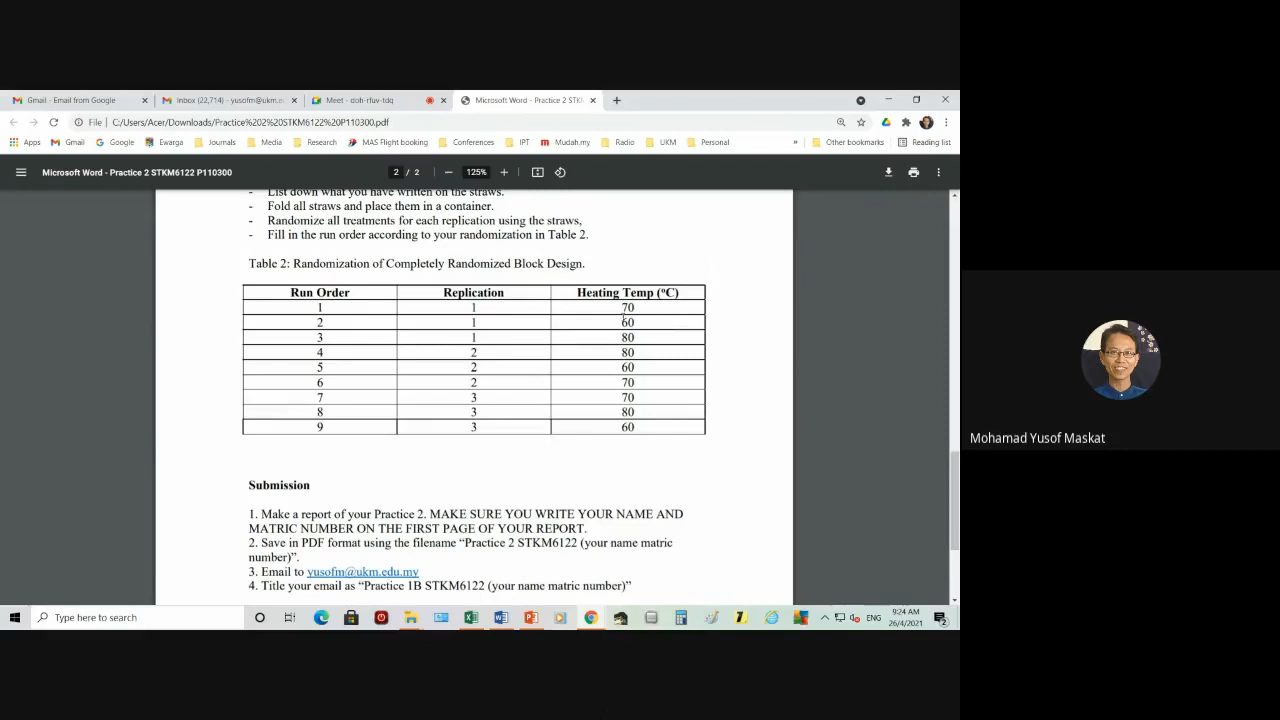 Gmail - Email from Google
Inbox (22,714) - yusofm@ukm.e
Meet - doh-rfuv-tdq
Microsoft Word - Practice 2 STK
File C:/Users/Acer/Downloads/Practice%202%20STKM6122%20P110300.pdf
Apps Gmail Google Ewarga Journals Media Research MAS Flight booking Conferences IPT Mudah.my Radio UKM Personal » Other bookmarks Reading list
Microsoft Word - Practice 2 STKM6122 P110300 2 / 2 — 125% +
- List down what you have written on the straws.
- Fold all straws and place them in a container.
- Randomize all treatments for each replication using the straws,
- Fill in the run order according to your randomization in Table 2.
Table 2: Randomization of Completely Randomized Block Design.
Run Order Replication Heating Temp (°C)
1 1 70
2 1 60
3 1 80
4 2 80
5 2 60
6 2 70
7 3 70
8 3 80
9 3 60
Submission
1. Make a report of your Practice 2. MAKE SURE YOU WRITE YOUR NAME AND
MATRIC NUMBER ON THE FIRST PAGE OF YOUR REPORT.
2. Save in PDF format using the filename “Practice 2 STKM6122 (your name matric
number)”.
3. Email to yusofm@ukm.edu.my
4. Title your email as “Practice 1B STKM6122 (your name matric number)”
Mohamad Yusof Maskat
Type here to search
ENG
9:24 AM
26/4/2021
2